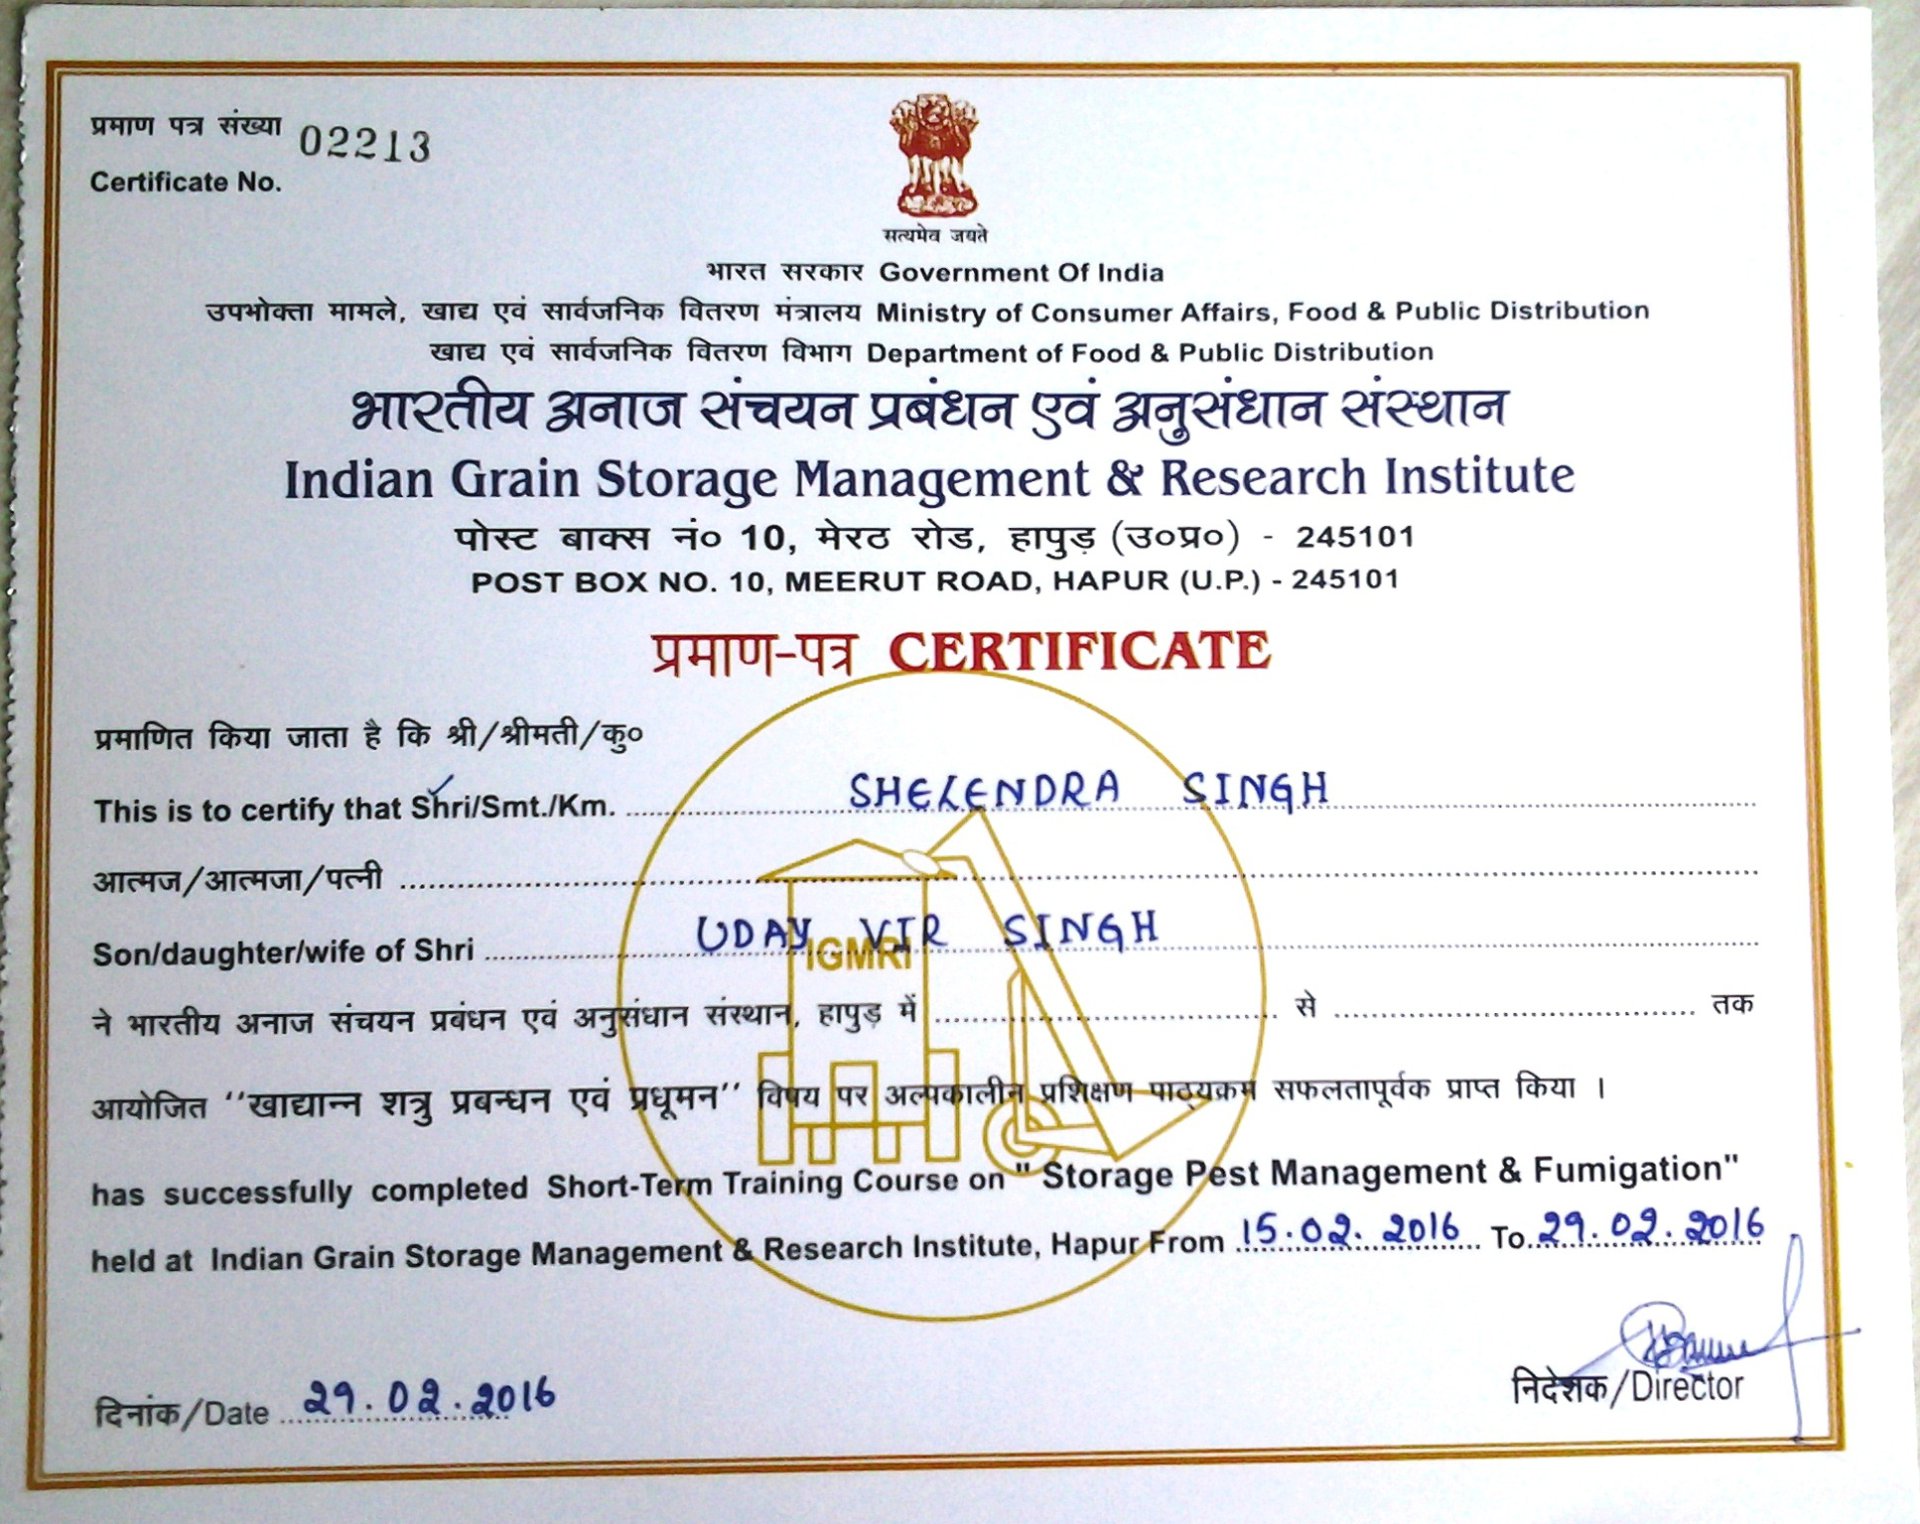 प्रमाण पत्र संख्या 02213
Certificate No.
सत्यमेव जयते
भारत सरकार Government Of India
उपभोक्ता मामले, खाद्य एवं सार्वजनिक वितरण मंत्रालय Ministry of Consumer Affairs, Food & Public Distribution
खाद्य एवं सार्वजनिक वितरण विभाग Department of Food & Public Distribution
भारतीय अनाज संचयन प्रबंधन एवं अनुसंधान संस्थान
Indian Grain Storage Management & Research Institute
पोस्ट बाक्स नं० 10, मेरठ रोड, हापुड़ (उ०प्र०) - 245101
POST BOX NO. 10, MEERUT ROAD, HAPUR (U.P.) - 245101
प्रमाण-पत्र CERTIFICATE
प्रमाणित किया जाता है कि श्री/श्रीमती/कु०
This is to certify that Shri/Smt./Km. SHELENDRA SINGH
आत्मज/आत्मजा/पत्नी
Son/daughter/wife of Shri UDAY VIR SINGH
IGMRI
ने भारतीय अनाज संचयन प्रबंधन एवं अनुसंधान संस्थान, हापुड़ में से तक
आयोजित ''खाद्यान्न शत्रु प्रबन्धन एवं प्रधूमन'' विषय पर अल्पकालीन प्रशिक्षण पाठ्यक्रम सफलतापूर्वक प्राप्त किया ।
has successfully completed Short-Term Training Course on " Storage Pest Management & Fumigation"
held at Indian Grain Storage Management & Research Institute, Hapur From 15.02.2016 To 29.02.2016
निदेशक/Director
दिनांक/Date 29.02.2016